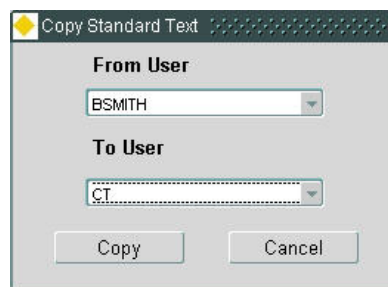 Copy Standard Text
From User
BSMITH
To User
CT
Copy Cancel